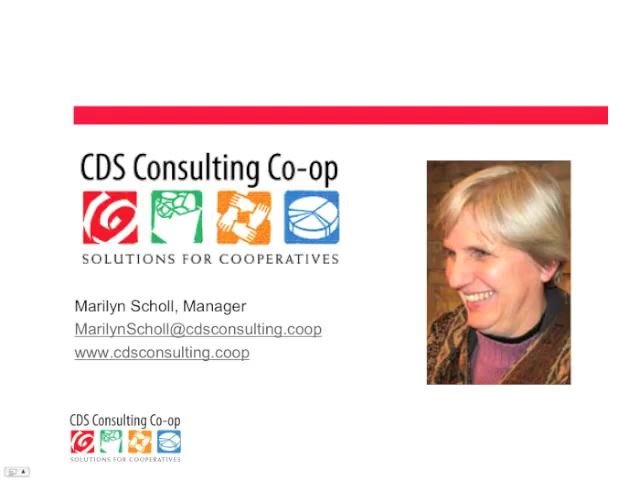 CDS Consulting Co-op
SOLUTIONS FOR COOPERATIVES
Marilyn Scholl, Manager
MarilynScholl@cdsconsulting.coop
www.cdsconsulting.coop
CDS Consulting Co-op
SOLUTIONS FOR COOPERATIVES